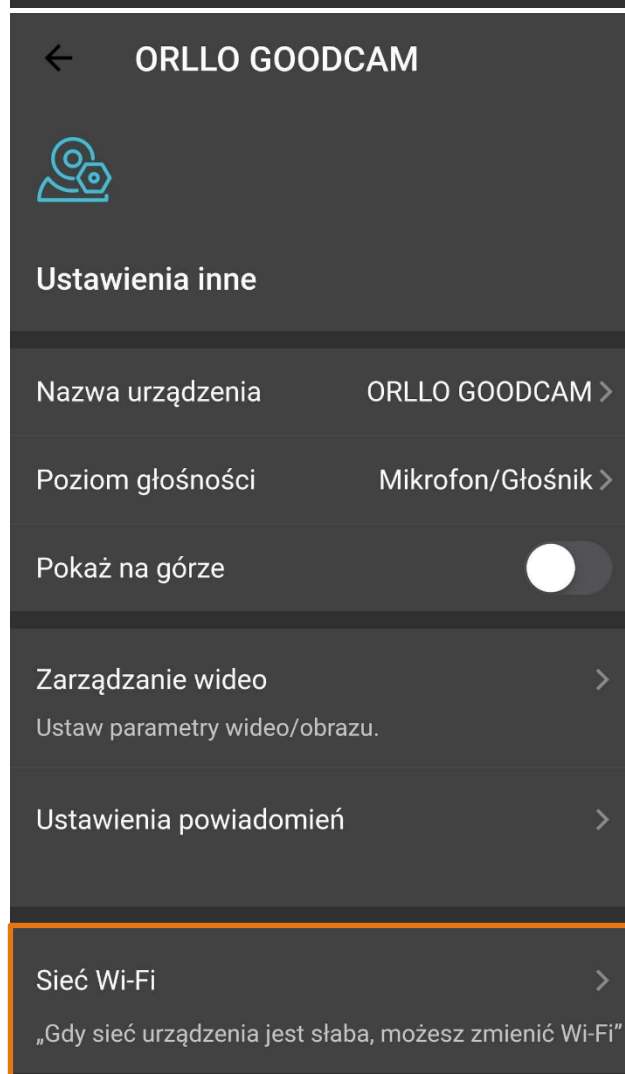 ORLLO GOODCAM
Ustawienia inne
Nazwa urządzenia ORLLO GOODCAM
Poziom głośności Mikrofon/Głośnik
Pokaż na górze
Zarządzanie wideo
Ustaw parametry wideo/obrazu.
Ustawienia powiadomień
Sieć Wi-Fi
„Gdy sieć urządzenia jest słaba, możesz zmienić Wi-Fi”